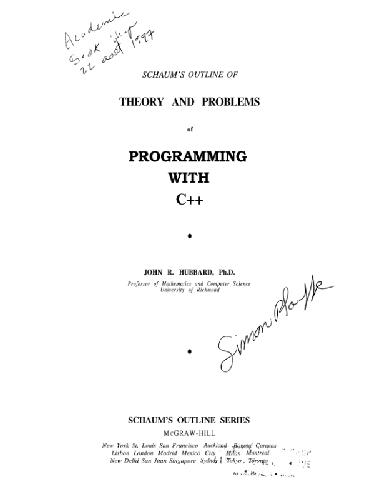 Academic
Book Shop
22 août 1997
SCHAUM'S OUTLINE OF
THEORY AND PROBLEMS
of
PROGRAMMING
WITH
C++
•
JOHN R. HUBBARD, Ph.D.
Professor of Mathematics and Computer Science
University of Richmond
Simon
•
SCHAUM'S OUTLINE SERIES
McGRAW-HILL
New York St. Louis San Francisco Auckland Bogotá Caracas
Lisbon London Madrid Mexico City Milan Montreal
New Delhi San Juan Singapore Sydney Tokyo Toronto